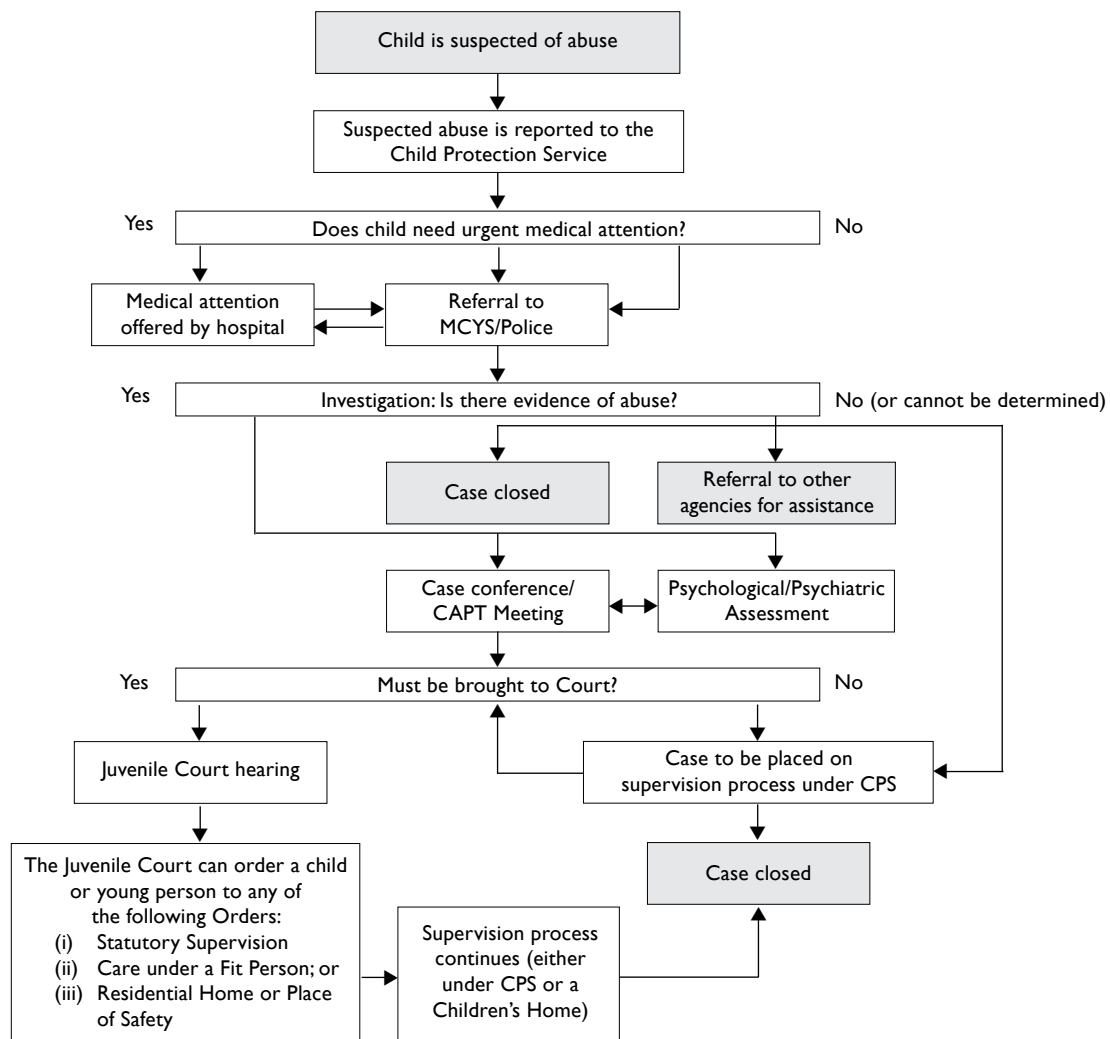 Child is suspected of abuse
Suspected abuse is reported to the
Child Protection Service
Yes
Does child need urgent medical attention?
No
Medical attention
offered by hospital
Referral to
MCYS/Police
Yes
Investigation: Is there evidence of abuse?
No (or cannot be determined)
Case closed
Referral to other
agencies for assistance
Case conference/
CAPT Meeting
Psychological/Psychiatric
Assessment
Yes
Must be brought to Court?
No
Juvenile Court hearing
Case to be placed on
supervision process under CPS
The Juvenile Court can order a child
or young person to any of
the following Orders:
(i) Statutory Supervision
(ii) Care under a Fit Person; or
(iii) Residential Home or Place
of Safety
Supervision process
continues (either
under CPS or a
Children's Home)
Case closed